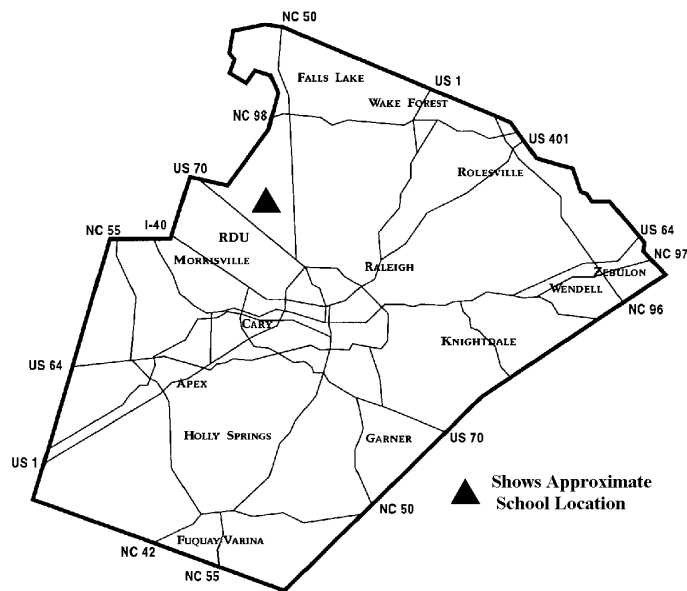 NC 50
FALLS LAKE
US 1
WAKE FOREST
NC 98
US 401
US 70
ROLESVILLE
NC 55
I-40
RDU
US 64
MORRISVILLE
RALEIGH
NC 97
ZEBULON
WENDELL
NC 96
CARY
KNIGHTDALE
US 64
APEX
HOLLY SPRINGS
GARNER
US 70
US 1
Shows Approximate
School Location
NC 50
FUQUAY-VARINA
NC 42
NC 55